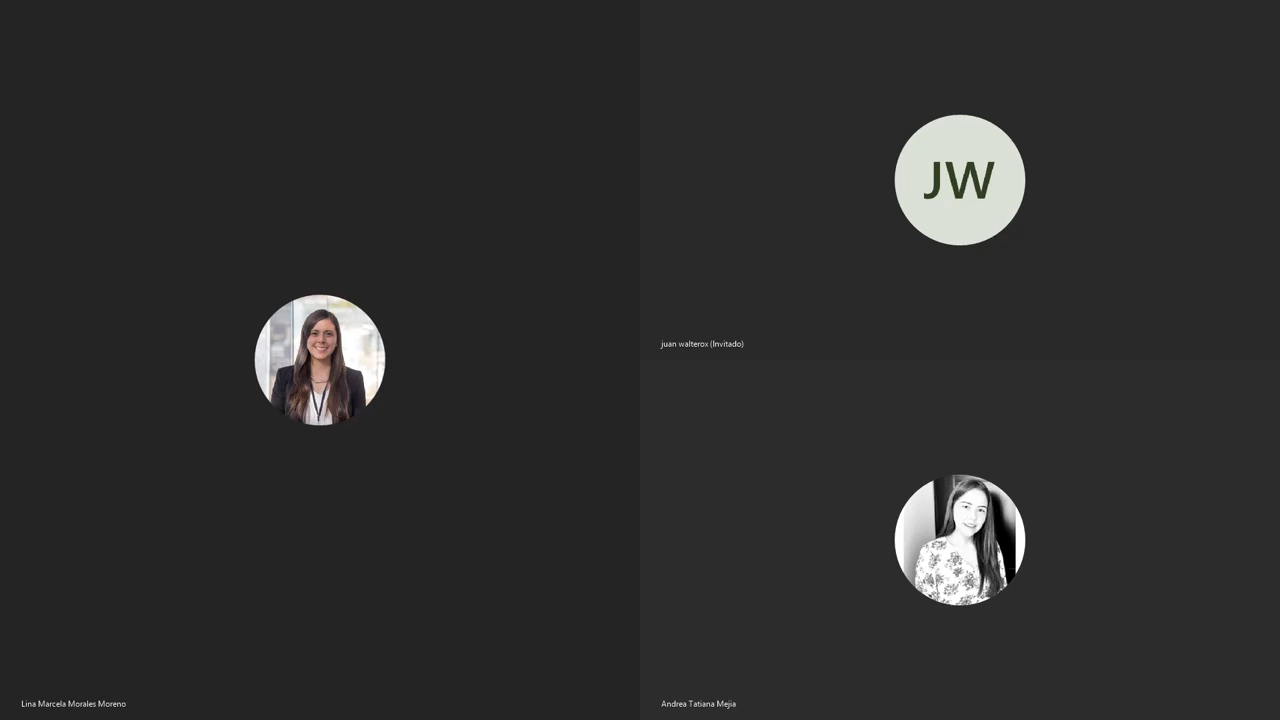 JW
juan walterox (Invitado)
Lina Marcela Morales Moreno
Andrea Tatiana Mejia